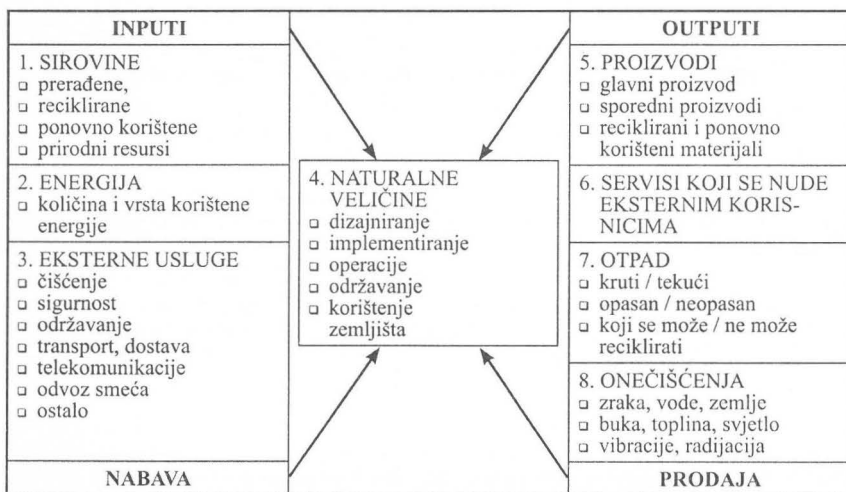 INPUTI
1. SIROVINE
▫ prerađene,
▫ reciklirane
▫ ponovno korištene
▫ prirodni resursi
2. ENERGIJA
▫ količina i vrsta korištene
energije
3. EKSTERNE USLUGE
▫ čišćenje
▫ sigurnost
▫ održavanje
▫ transport, dostava
▫ telekomunikacije
▫ odvoz smeća
▫ ostalo
NABAVA
4. NATURALNE
VELIČINE
▫ dizajniranje
▫ implementiranje
▫ operacije
▫ održavanje
▫ korištenje
zemljišta
OUTPUTI
5. PROIZVODI
▫ glavni proizvod
▫ sporedni proizvodi
▫ reciklirani i ponovno
korišteni materijali
6. SERVISI KOJI SE NUDE
EKSTERNIM KORIS-
NICIMA
7. OTPAD
▫ kruti / tekući
▫ opasan / neopasan
▫ koji se može / ne može
reciklirati
8. ONEČIŠĆENJA
▫ zraka, vode, zemlje
▫ buka, toplina, svjetlo
▫ vibracije, radijacija
PRODAJA